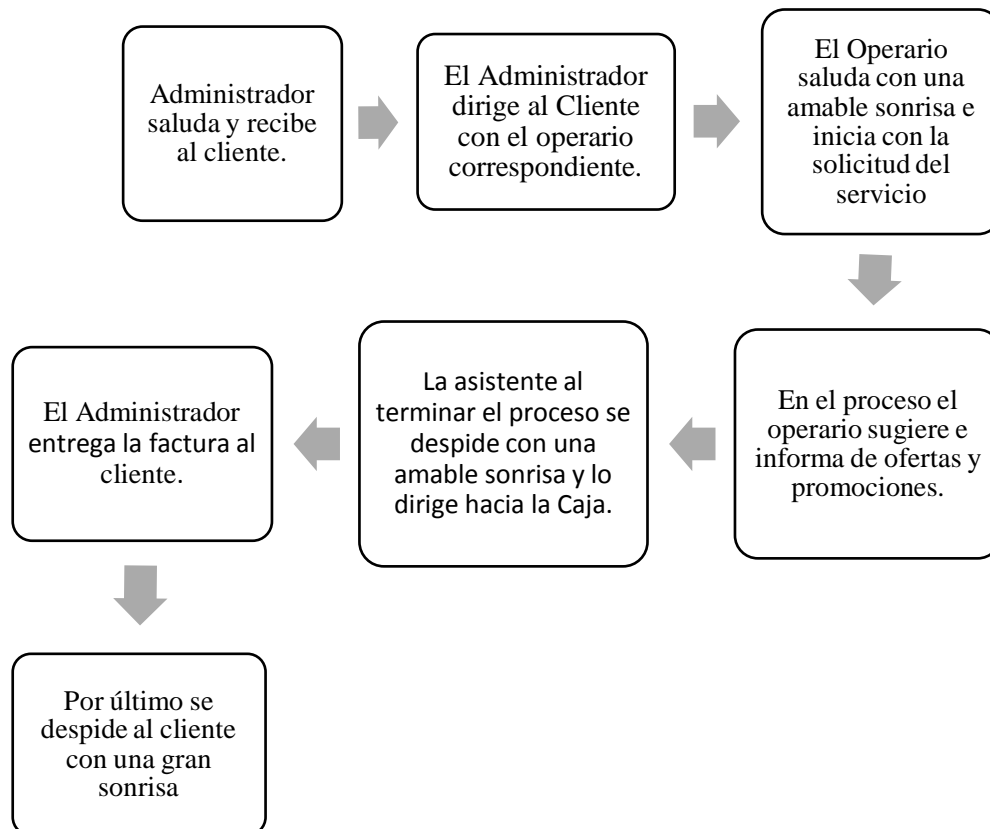 Administrador
saluda y recibe
al cliente.
El Administrador
dirige al Cliente
con el operario
correspondiente.
El Operario
saluda con una
amable sonrisa e
inicia con la
solicitud del
servicio
En el proceso el
operario sugiere e
informa de ofertas y
promociones.
La asistente al
terminar el proceso se
despide con una
amable sonrisa y lo
dirige hacia la Caja.
El Administrador
entrega la factura al
cliente.
Por último se
despide al cliente
con una gran
sonrisa